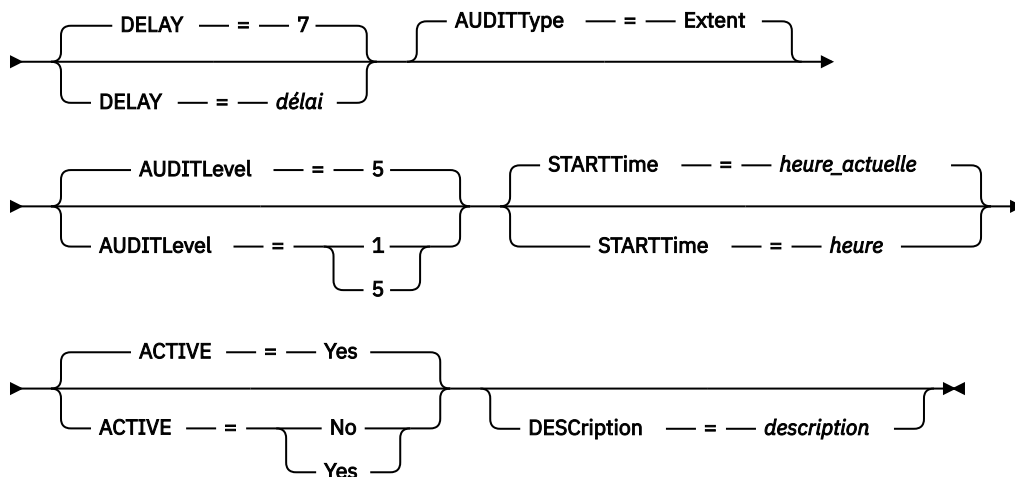 DELAY = 7
AUDITType = Extent
DELAY = délai
AUDITLevel = 5
STARTTime = heure_actuelle
AUDITLevel = 1
STARTTime = heure
5
ACTIVE = Yes
ACTIVE = No
DESCription = description
Yes